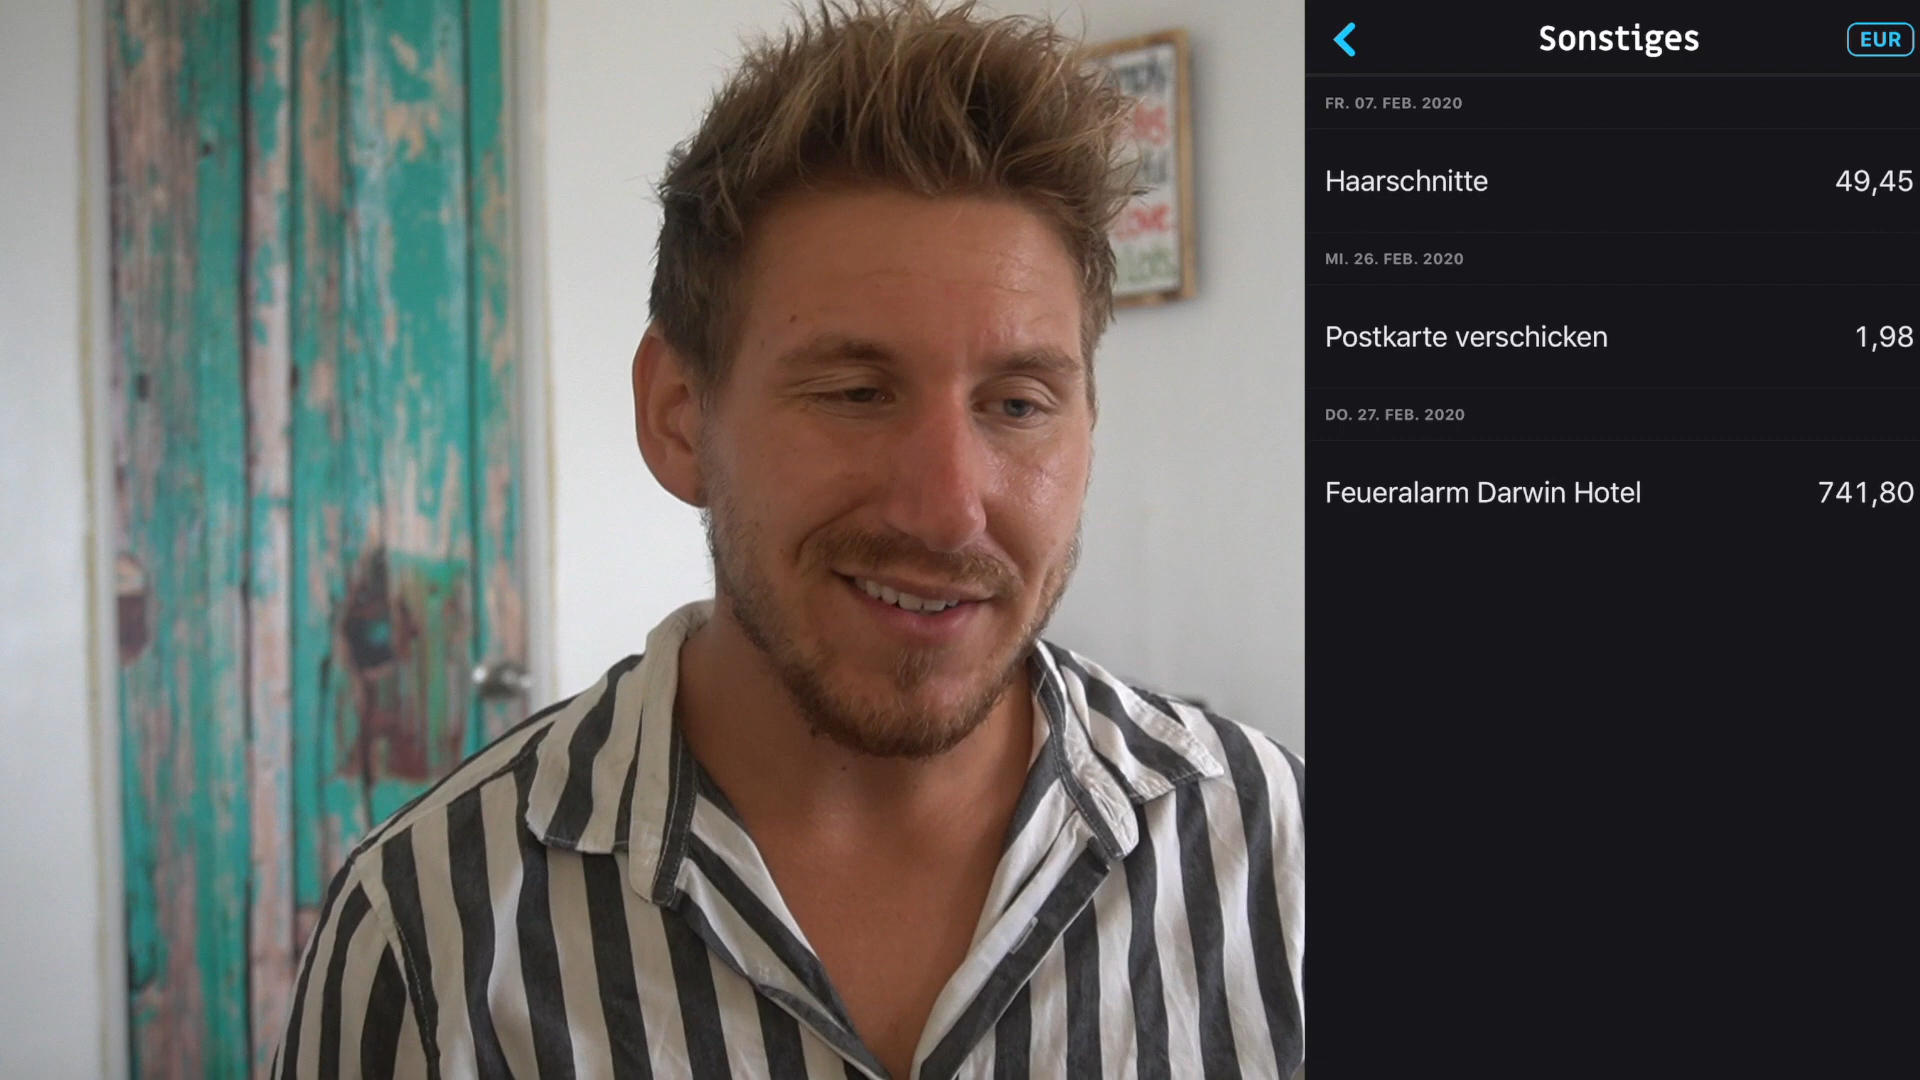 Sonstiges
EUR
FR. 07. FEB. 2020
Haarschnitte 49,45
MI. 26. FEB. 2020
Postkarte verschicken 1,98
DO. 27. FEB. 2020
Feueralarm Darwin Hotel 741,80